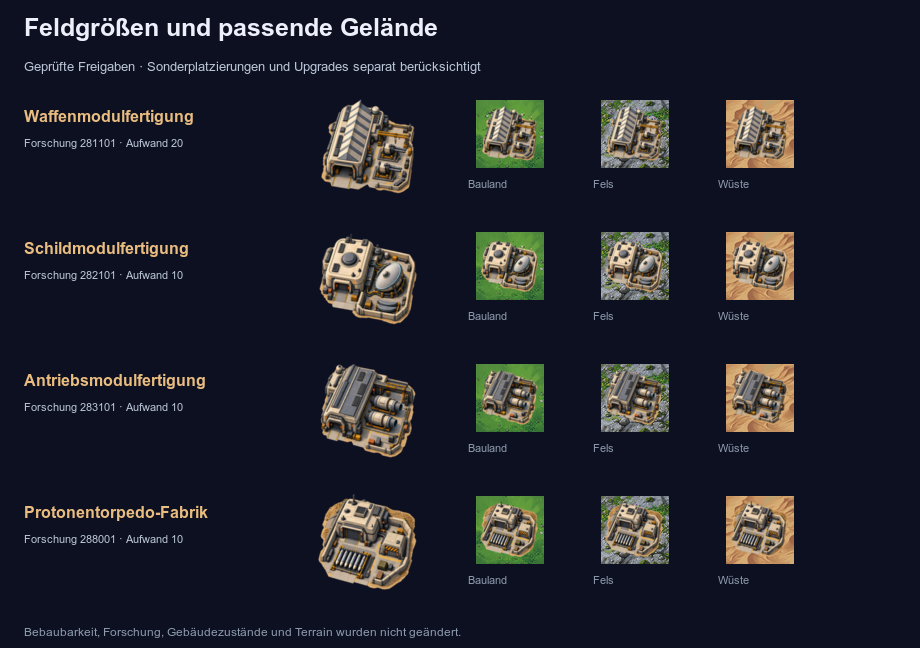 Feldgrößen und passende Gelände
Geprüfte Freigaben · Sonderplatzierungen und Upgrades separat berücksichtigt
Waffenmodulfertigung
Forschung 281101 · Aufwand 20
Bauland
Fels
Wüste
Schildmodulfertigung
Forschung 282101 · Aufwand 10
Bauland
Fels
Wüste
Antriebsmodulfertigung
Forschung 283101 · Aufwand 10
Bauland
Fels
Wüste
Protonentorpedo-Fabrik
Forschung 288001 · Aufwand 10
Bauland
Fels
Wüste
Bebaubarkeit, Forschung, Gebäudezustände und Terrain wurden nicht geändert.